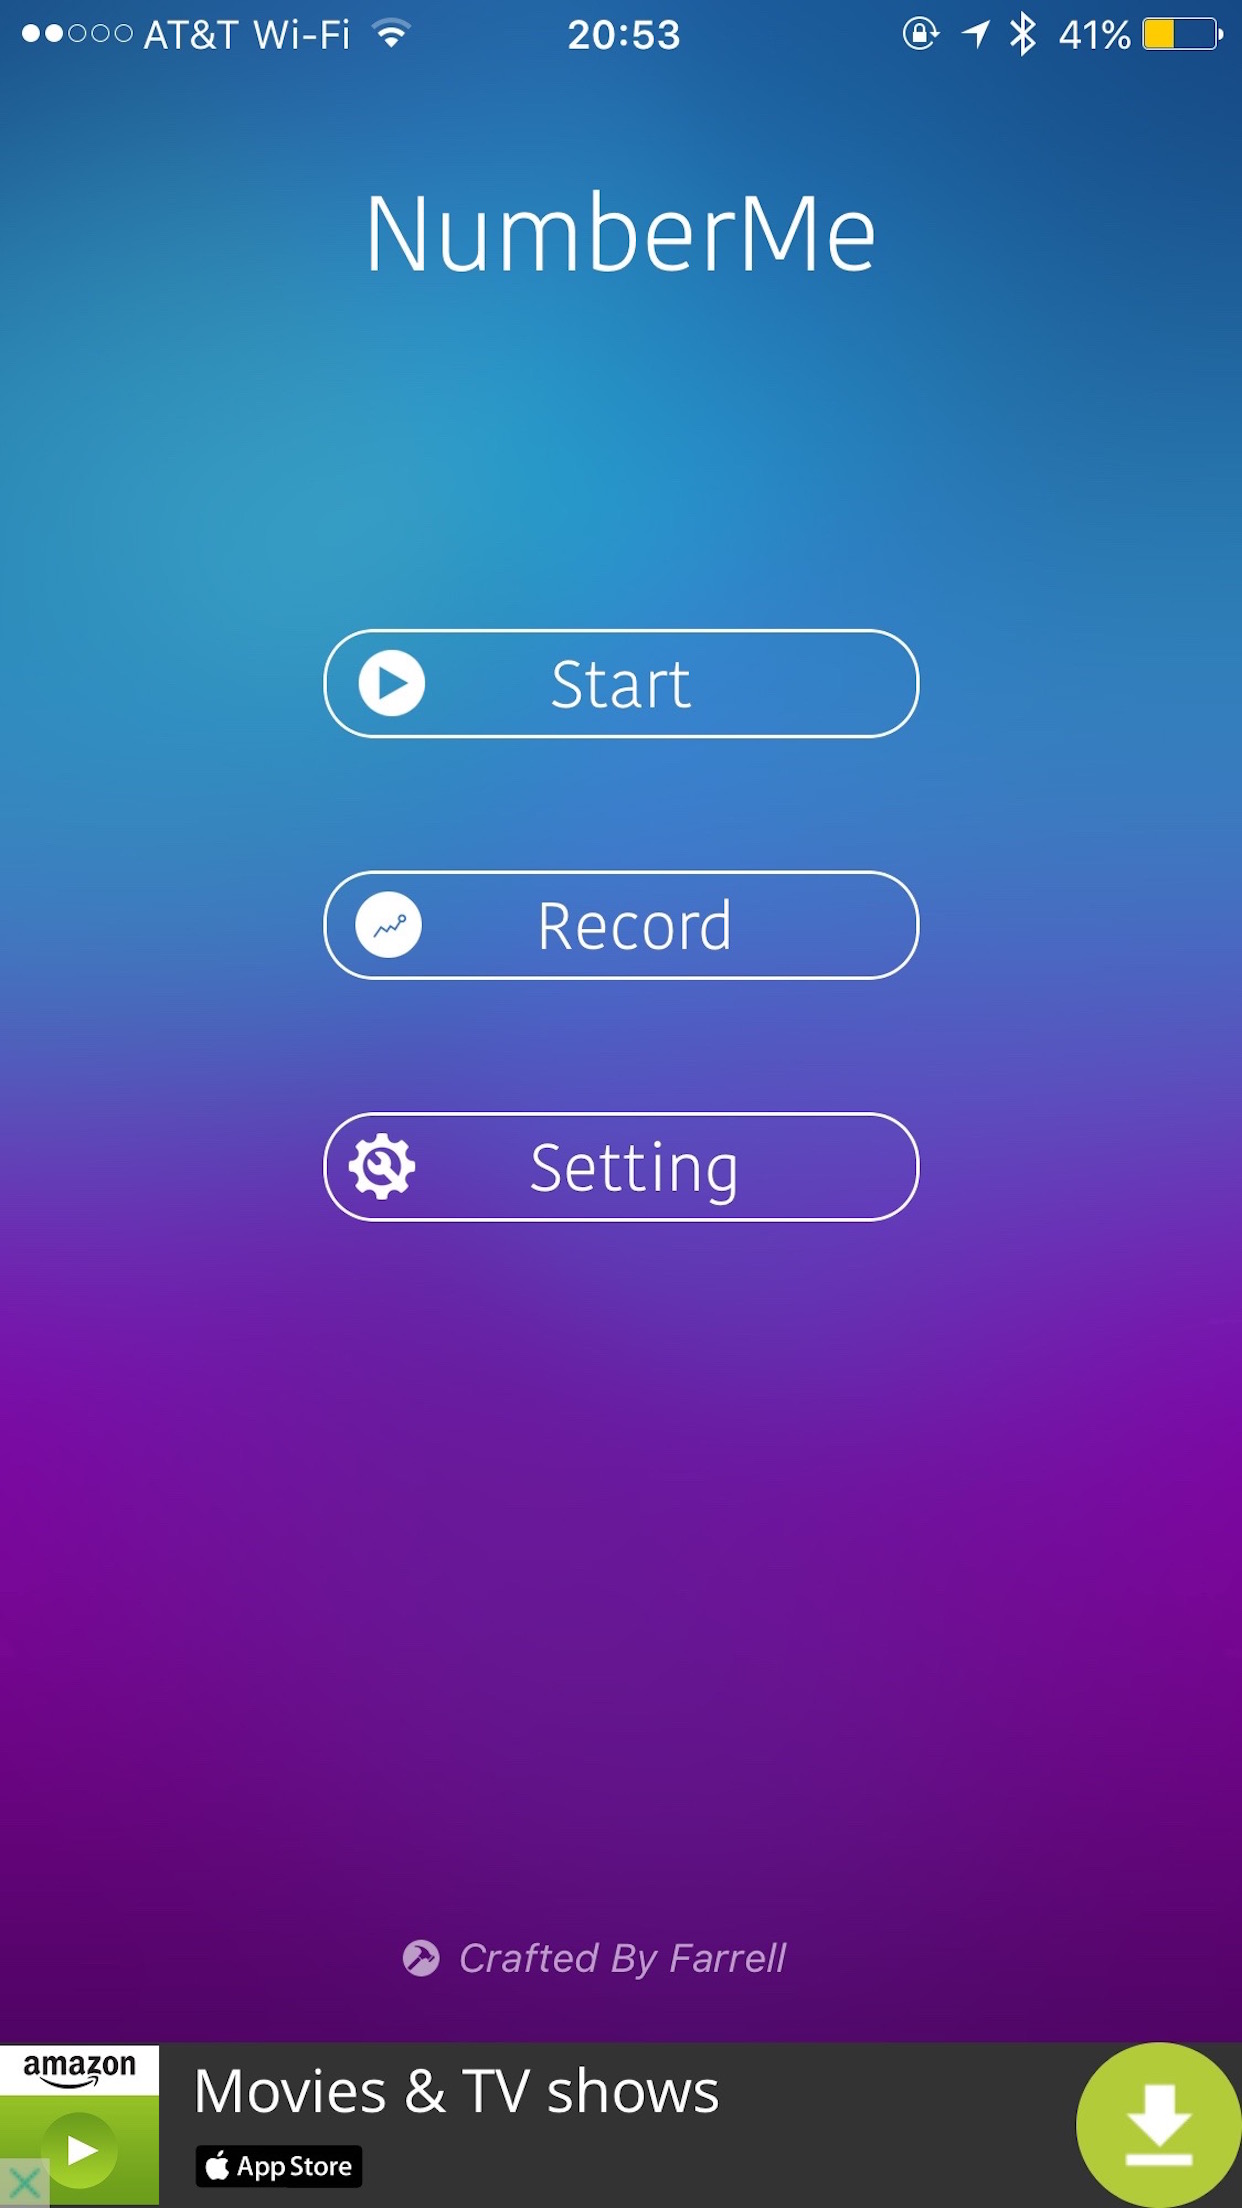 AT&T Wi-Fi 20:53 41%
NumberMe
Start
Record
Setting
Crafted By Farrell
amazon
Movies & TV shows
App Store